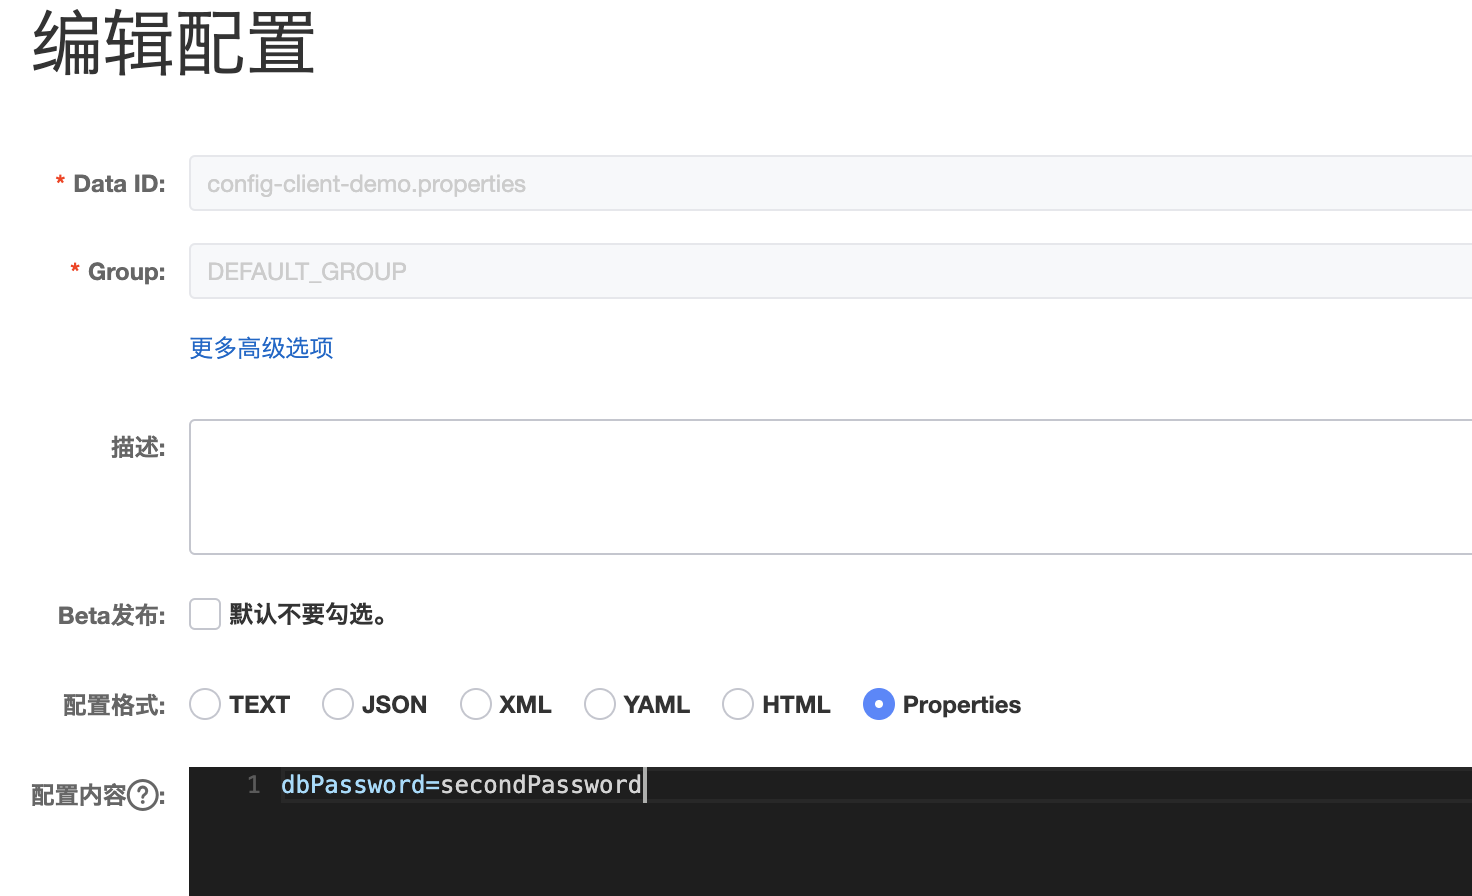 编辑配置
* Data ID: config-client-demo.properties
* Group: DEFAULT_GROUP
更多高级选项
描述:
Beta发布: 默认不要勾选。
配置格式: TEXT JSON XML YAML HTML Properties
配置内容?: 1 dbPassword=secondPassword